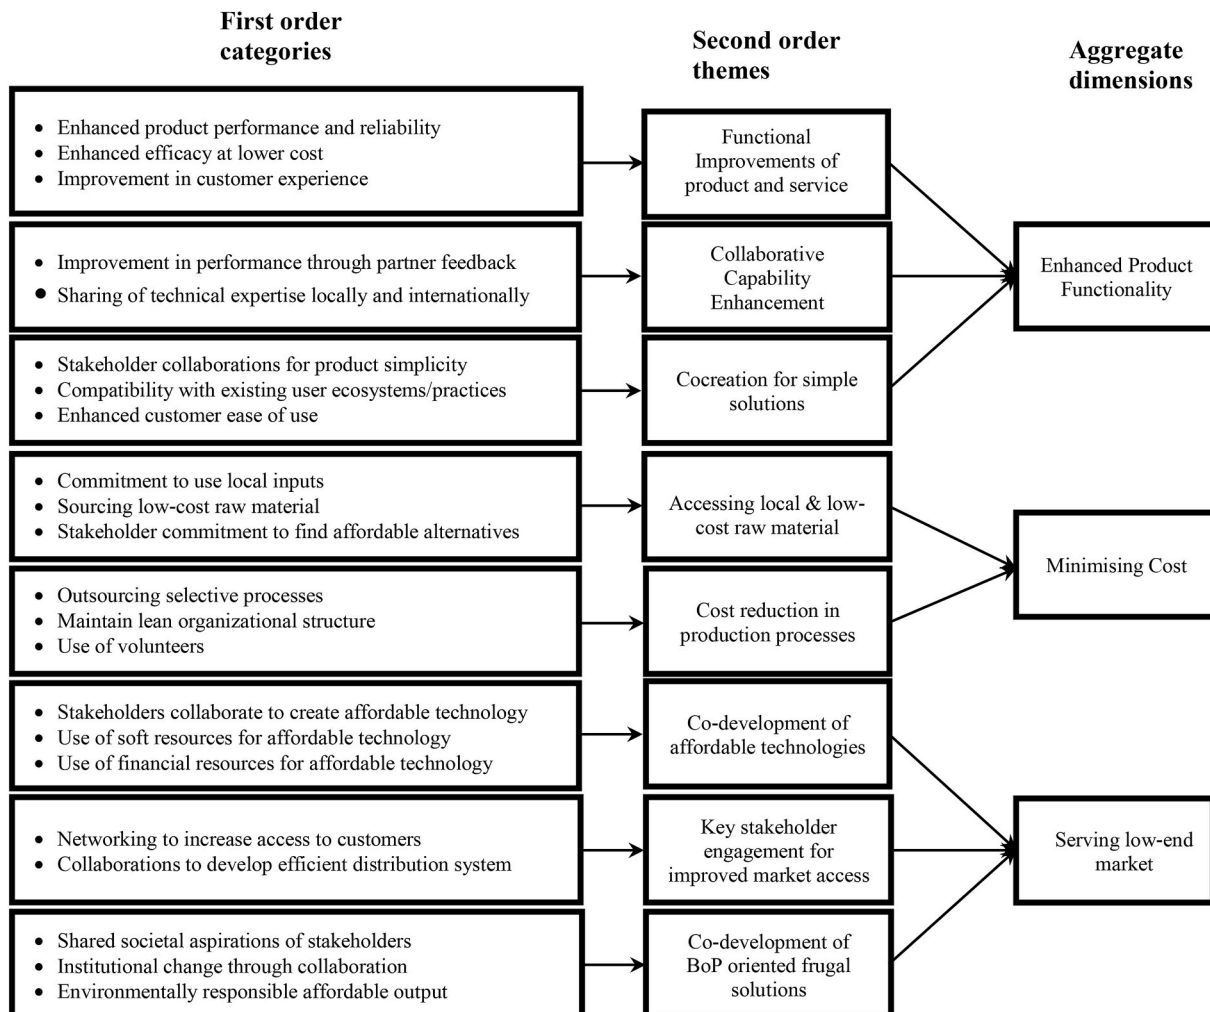 First order
categories
Second order
themes
Aggregate
dimensions
• Enhanced product performance and reliability
• Enhanced efficacy at lower cost
• Improvement in customer experience
Functional
Improvements of
product and service
• Improvement in performance through partner feedback
• Sharing of technical expertise locally and internationally
Collaborative
Capability
Enhancement
Enhanced Product
Functionality
• Stakeholder collaborations for product simplicity
• Compatibility with existing user ecosystems/practices
• Enhanced customer ease of use
Cocreation for simple
solutions
• Commitment to use local inputs
• Sourcing low-cost raw material
• Stakeholder commitment to find affordable alternatives
Accessing local & low-
cost raw material
Minimising Cost
• Outsourcing selective processes
• Maintain lean organizational structure
• Use of volunteers
Cost reduction in
production processes
• Stakeholders collaborate to create affordable technology
• Use of soft resources for affordable technology
• Use of financial resources for affordable technology
Co-development of
affordable technologies
• Networking to increase access to customers
• Collaborations to develop efficient distribution system
Key stakeholder
engagement for
improved market access
Serving low-end
market
• Shared societal aspirations of stakeholders
• Institutional change through collaboration
• Environmentally responsible affordable output
Co-development of
BoP oriented frugal
solutions